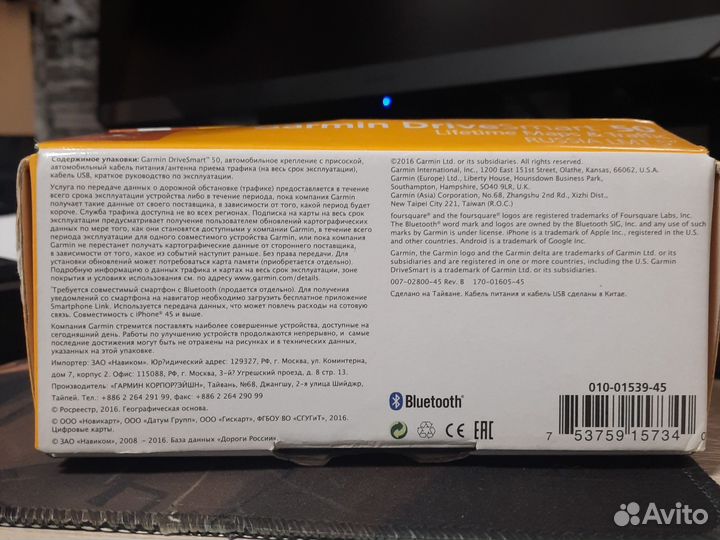 Garmin DriveSmart™ 50
Lifetime Maps & Traffic
RUSSIA LMT
Содержимое упаковки: Garmin DriveSmart™ 50, автомобильное крепление с присоской,
автомобильный кабель питания/антенна приема трафика (на весь срок эксплуатации),
кабель USB, краткое руководство по эксплуатации.
Услуга по передаче данных о дорожной обстановке (трафике) предоставляется в течение
всего срока эксплуатации устройства либо в течение периода, пока компания Garmin
получает такие данные от своего поставщика, в зависимости от того, какой период будет
короче. Служба трафика доступна не во всех регионах. Подписка на карты на весь срок
эксплуатации предусматривает возможность получения пользователем обновленных картографических
данных по мере того, как они становятся доступными у компании Garmin, в течение всего
периода эксплуатации для одного совместимого устройства Garmin, или пока компания
Garmin не перестанет получать картографические данные от стороннего поставщика,
в зависимости от того, какое из событий наступит раньше. Без права передачи. Для
установки обновлений может потребоваться карта памяти (приобретается отдельно).
Подробную информацию о данных трафика и картах на весь срок эксплуатации, зоне
покрытия и условиях использования см. по адресу www.garmin.com/details.
*Требуется совместимый смартфон с Bluetooth (продается отдельно). Для получения
уведомлений со смартфона на навигатор необходимо загрузить бесплатное приложение
Smartphone Link. Используется передача данных, что может повлечь расходы на сотовую
связь. Совместимость с iPhone® 4S и выше.
Компания Garmin стремится поставлять наиболее совершенные устройства, доступные на
сегодняшний день. Работы по улучшению устройств продолжаются непрерывно, и самые
последние достижения могут быть не отражены на рисунках и в технических данных,
указанных на этой упаковке.
Импортер: ЗАО «Навиком». Юр?идический адрес: 129327, РФ, г. Москва, ул. Коминтерна,
дом 7, корпус 2. Офис: 115088, РФ, г. Москва, 3-й? Угрешский проезд, д. 8 стр. 13.
Производитель: «ГАРМИН КОРПОР?ЭЙШН», Тайвань, №68, Джангшу, 2-я улица Шийджр,
Тайпей. Тел.: +886 2 264 291 99, факс: +886 2 264 290 99
© Росреестр, 2016. Географическая основа.
© ООО «Новикарт», ООО «Датум Групп», ООО «Гискарт», ФГБОУ ВО «СГУГиТ», 2016.
Цифровые карты.
© ЗАО «Навиком», 2008 - 2016. База данных «Дороги России».
©2016 Garmin Ltd. or its subsidiaries. All rights reserved.
Garmin International, Inc., 1200 East 151st Street, Olathe, Kansas, 66062, U.S.A.
Garmin (Europe) Ltd., Liberty House, Hounsdown Business Park,
Southampton, Hampshire, SO40 9LR, U.K.
Garmin (Asia) Corporation, No.68, Zhangshu 2nd Rd., Xizhi Dist.,
New Taipei City 221, Taiwan (R.O.C.)
foursquare® and the foursquare® logos are registered trademarks of Foursquare Labs, Inc.
The Bluetooth® word mark and logos are owned by the Bluetooth SIG, Inc. and any use of such
marks by Garmin is under license. iPhone is a trademark of Apple Inc., registered in the U.S.
and other countries. Android is a trademark of Google Inc.
Garmin, the Garmin logo and the Garmin delta are trademarks of Garmin Ltd. or its
subsidiaries and are registered in one or more countries, including the U.S. Garmin
DriveSmart is a trademark of Garmin Ltd. or its subsidiaries.
007-02800-45 Rev. B 170-01605-45
Сделано на Тайване. Кабель питания и кабель USB сделаны в Китае.
Bluetooth®
CE EAC
010-01539-45
7 53759 15734 0
Avito